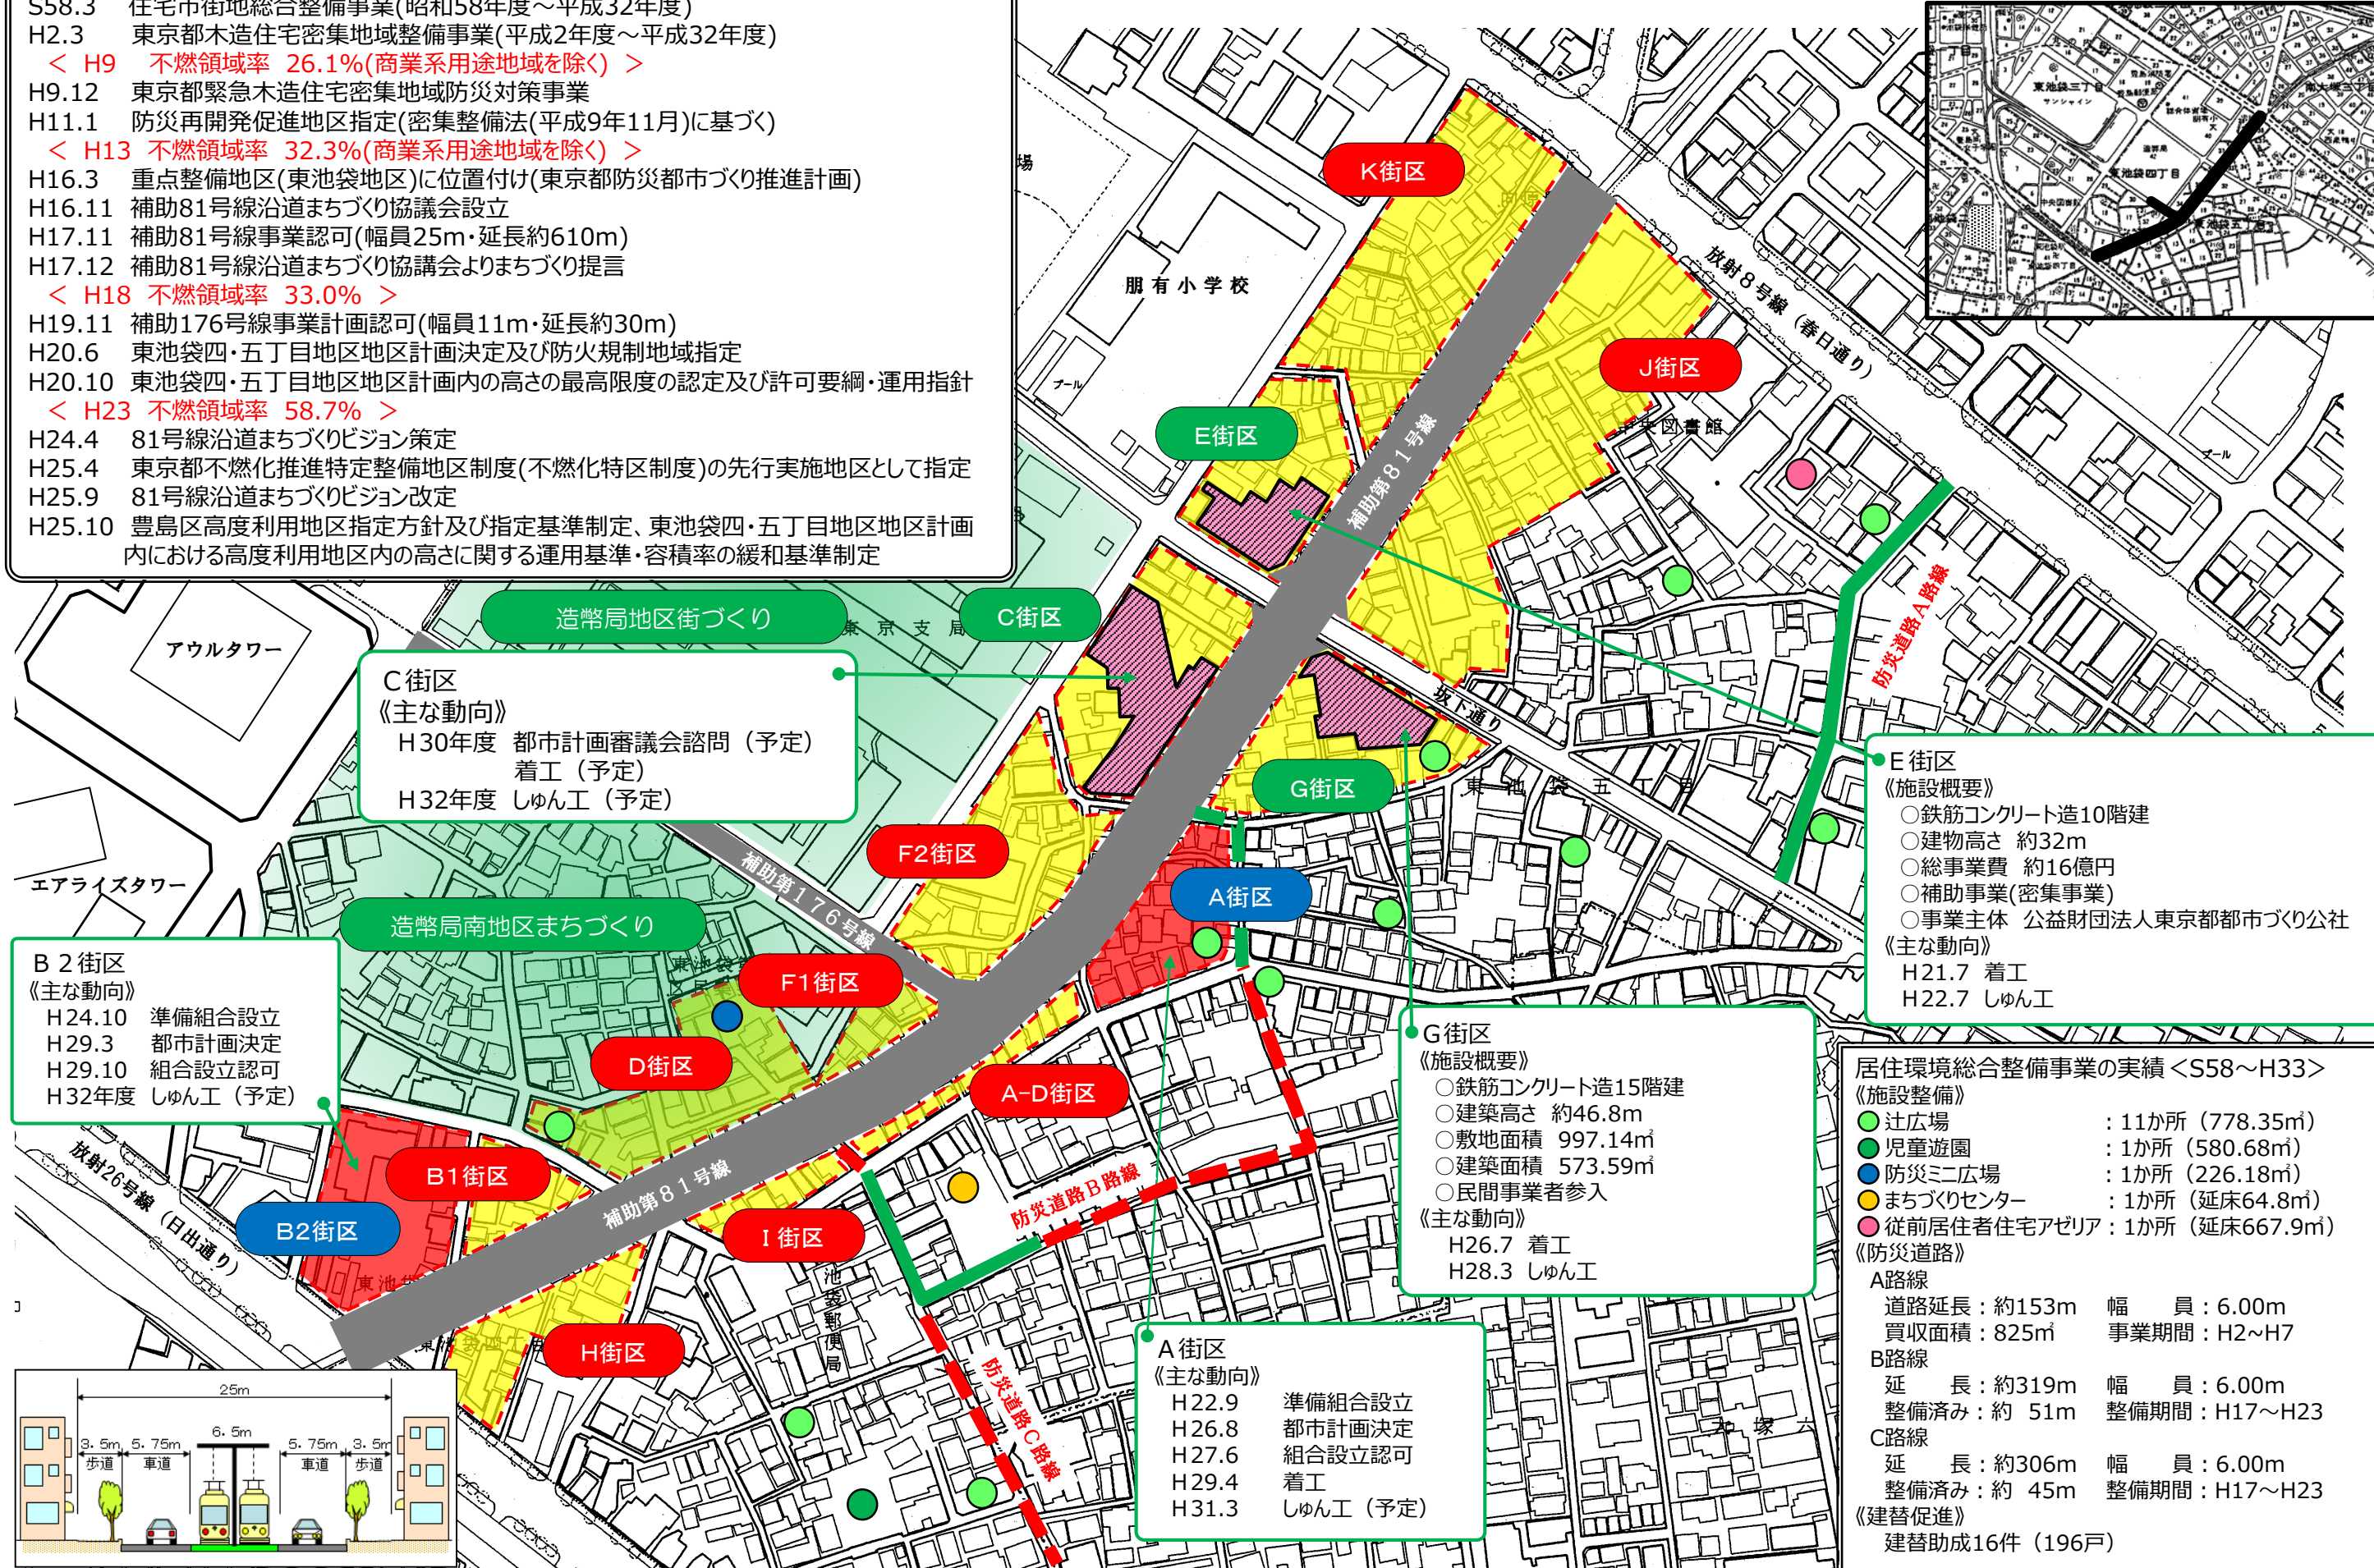 S58.3 住宅市街地総合整備事業(昭和58年度～平成32年度)
H2.3 東京都木造住宅密集地域整備事業(平成2年度～平成32年度)
＜ H9 不燃領域率 26.1%(商業系用途地域を除く) ＞
H9.12 東京都緊急木造住宅密集地域防災対策事業
H11.1 防災再開発促進地区指定(密集整備法(平成9年11月)に基づく)
＜ H13 不燃領域率 32.3%(商業系用途地域を除く) ＞
H16.3 重点整備地区(東池袋地区)に位置付け(東京都防災都市づくり推進計画)
H16.11 補助81号線沿道まちづくり協議会設立
H17.11 補助81号線事業認可(幅員25m・延長約610m)
H17.12 補助81号線沿道まちづくり協講会よりまちづくり提言
＜ H18 不燃領域率 33.0% ＞
H19.11 補助176号線事業計画認可(幅員11m・延長約30m)
H20.6 東池袋四・五丁目地区地区計画決定及び防火規制地域指定
H20.10 東池袋四・五丁目地区地区計画内の高さの最高限度の認定及び許可要綱・運用指針
＜ H23 不燃領域率 58.7% ＞
H24.4 81号線沿道まちづくりビジョン策定
H25.4 東京都不燃化推進特定整備地区制度(不燃化特区制度)の先行実施地区として指定
H25.9 81号線沿道まちづくりビジョン改定
H25.10 豊島区高度利用地区指定方針及び指定基準制定、東池袋四・五丁目地区地区計画
内における高度利用地区内の高さに関する運用基準・容積率の緩和基準制定
場
朋有小学校
プール
K街区
J街区
E街区
放射8号線（春日通り）
中央図書館
プール
補助第８１号線
東池袋三丁目
サンシャイン
東池袋四丁目
東池袋五丁目
南大塚三丁目
中央図書館
造幣局
造幣局地区街づくり
東京支局
C街区
アウルタワー
Ｃ街区
《主な動向》
Ｈ30年度 都市計画審議会諮問（予定）
着工（予定）
Ｈ32年度 しゅん工（予定）
坂下通り
防災道路Ａ路線
G街区
東池袋五丁目
Ｅ街区
《施設概要》
○鉄筋コンクリート造10階建
○建物高さ 約32m
○総事業費 約16億円
○補助事業(密集事業)
○事業主体 公益財団法人東京都都市づくり公社
《主な動向》
Ｈ21.7 着工
Ｈ22.7 しゅん工
F2街区
補助第１７６号線
エアライズタワー
造幣局南地区まちづくり
A街区
F1街区
D街区
Ｂ２街区
《主な動向》
Ｈ24.10 準備組合設立
Ｈ29.3 都市計画決定
Ｈ29.10 組合設立認可
Ｈ32年度 しゅん工（予定）
A-D街区
Ｇ街区
《施設概要》
○鉄筋コンクリート造15階建
○建築高さ 約46.8m
○敷地面積 997.14㎡
○建築面積 573.59㎡
○民間事業者参入
《主な動向》
H26.7 着工
H28.3 しゅん工
放射26号線（日出通り）
B1街区
B2街区
補助第８１号線
I 街区
H街区
防災道路Ｂ路線
池袋郵便局
防災道路Ｃ路線
Ａ街区
《主な動向》
Ｈ22.9 準備組合設立
Ｈ26.8 都市計画決定
Ｈ27.6 組合設立認可
Ｈ29.4 着工
Ｈ31.3 しゅん工（予定）
25m
3.5m 5.75m 6.5m 5.75m 3.5m
歩道 車道 車道 歩道
居住環境総合整備事業の実績＜S58～H33＞
《施設整備》
辻広場 ：11か所（778.35㎡）
児童遊園 ：1か所（580.68㎡）
防災ミニ広場 ：1か所（226.18㎡）
まちづくりセンター ：1か所（延床64.8㎡）
従前居住者住宅アゼリア：1か所（延床667.9㎡）
《防災道路》
A路線
道路延長：約153m 幅 員：6.00m
買収面積：825㎡ 事業期間：H2~H7
B路線
延 長：約319m 幅 員：6.00m
整備済み：約 51m 整備期間：H17～H23
C路線
延 長：約306m 幅 員：6.00m
整備済み：約 45m 整備期間：H17～H23
《建替促進》
建替助成16件（196戸）